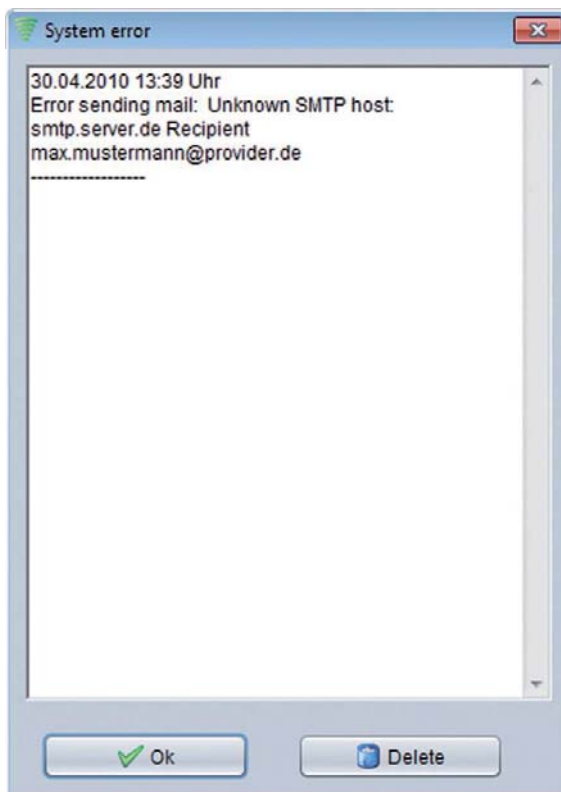 System error
30.04.2010 13:39 Uhr
Error sending mail: Unknown SMTP host:
smtp.server.de Recipient
max.mustermann@provider.de
------------------
Ok
Delete